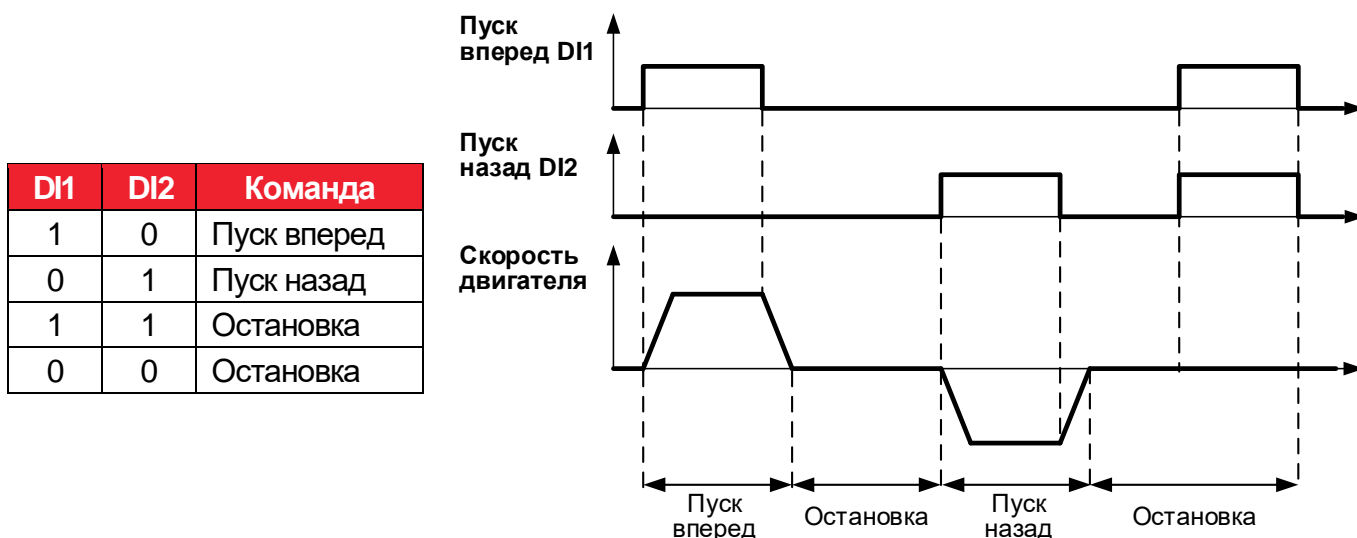 DI1 DI2 Команда
1 0 Пуск вперед
0 1 Пуск назад
1 1 Остановка
0 0 Остановка
Пуск
вперед DI1
Пуск
назад DI2
Скорость
двигателя
Пуск
вперед
Остановка
Пуск
назад
Остановка